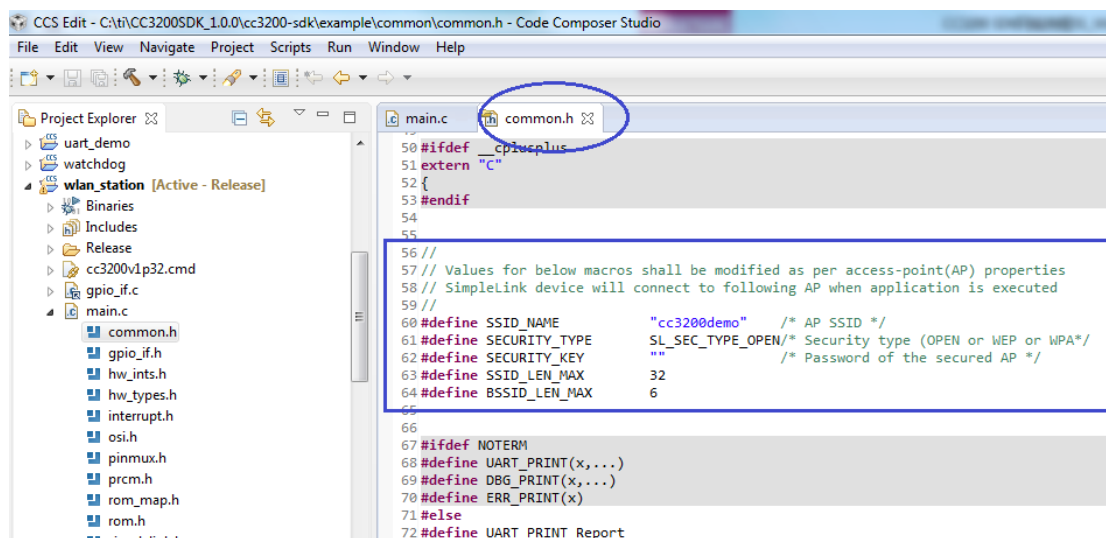 CCS Edit - C:\ti\CC3200SDK_1.0.0\cc3200-sdk\example\common\common.h - Code Composer Studio
File Edit View Navigate Project Scripts Run Window Help
Project Explorer
uart_demo
watchdog
wlan_station [Active - Release]
Binaries
Includes
Release
cc3200v1p32.cmd
gpio_if.c
main.c
common.h
gpio_if.h
hw_ints.h
hw_types.h
interrupt.h
osi.h
pinmux.h
prcm.h
rom_map.h
rom.h
main.c common.h
50 #ifdef __cplusplus
51 extern "C"
52 {
53 #endif
54
55
56 //
57 // Values for below macros shall be modified as per access-point(AP) properties
58 // SimpleLink device will connect to following AP when application is executed
59 //
60 #define SSID_NAME "cc3200demo" /* AP SSID */
61 #define SECURITY_TYPE SL_SEC_TYPE_OPEN/* Security type (OPEN or WEP or WPA*/
62 #define SECURITY_KEY "" /* Password of the secured AP */
63 #define SSID_LEN_MAX 32
64 #define BSSID_LEN_MAX 6
65
66
67 #ifdef NOTERM
68 #define UART_PRINT(x,...)
69 #define DBG_PRINT(x,...)
70 #define ERR_PRINT(x)
71 #else
72 #define UART_PRINT Report